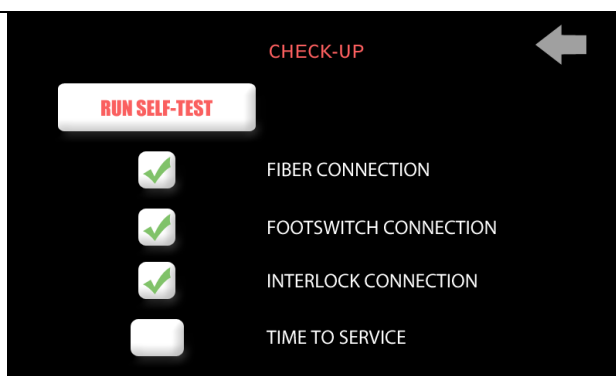 CHECK-UP
RUN SELF-TEST
FIBER CONNECTION
FOOTSWITCH CONNECTION
INTERLOCK CONNECTION
TIME TO SERVICE